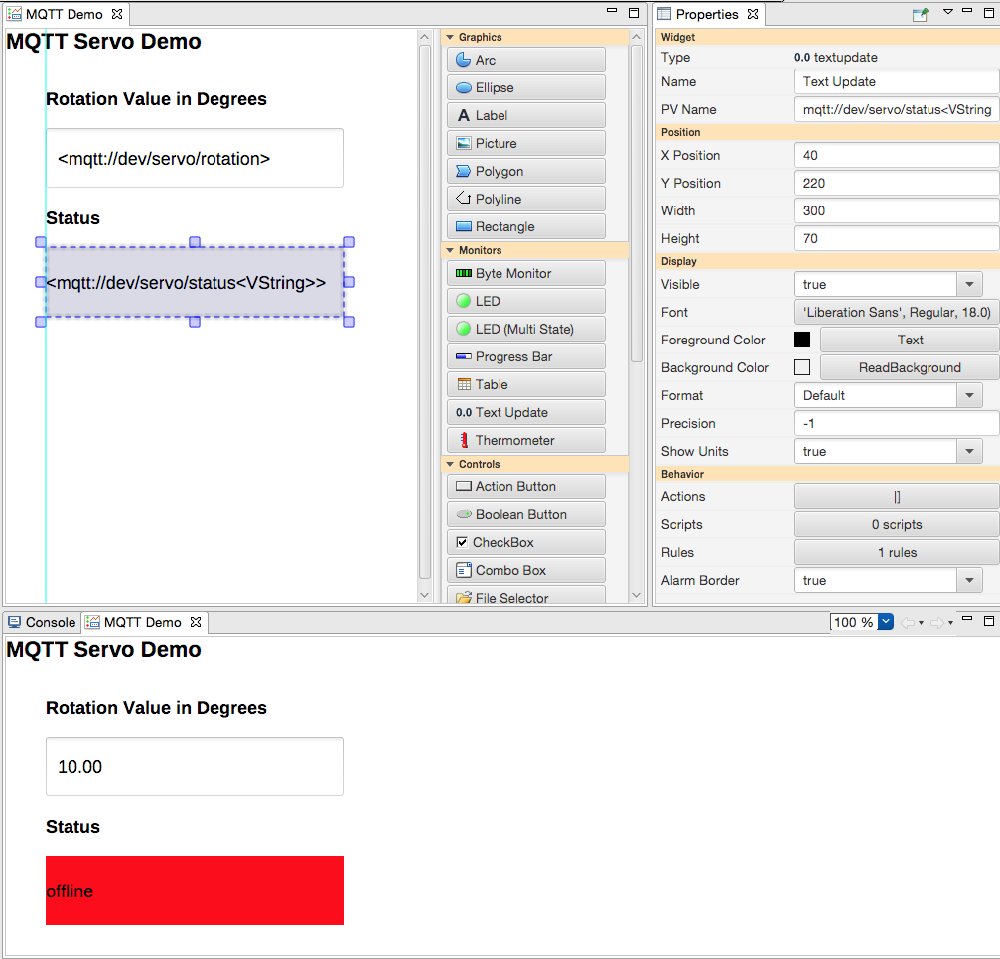 MQTT Demo
MQTT Servo Demo
Rotation Value in Degrees
<mqtt://dev/servo/rotation>
Status
<mqtt://dev/servo/status<VString>>
Graphics
Arc
Ellipse
A Label
Picture
Polygon
Polyline
Rectangle
Monitors
Byte Monitor
LED
LED (Multi State)
Progress Bar
Table
0.0 Text Update
Thermometer
Controls
Action Button
Boolean Button
CheckBox
Combo Box
File Selector
Properties
Widget
Type 0.0 textupdate
Name Text Update
PV Name mqtt://dev/servo/status<VString
Position
X Position 40
Y Position 220
Width 300
Height 70
Display
Visible true
Font 'Liberation Sans', Regular, 18.0)
Foreground Color Text
Background Color ReadBackground
Format Default
Precision -1
Show Units true
Behavior
Actions []
Scripts 0 scripts
Rules 1 rules
Alarm Border true
Console MQTT Demo 100 %
MQTT Servo Demo
Rotation Value in Degrees
10.00
Status
offline